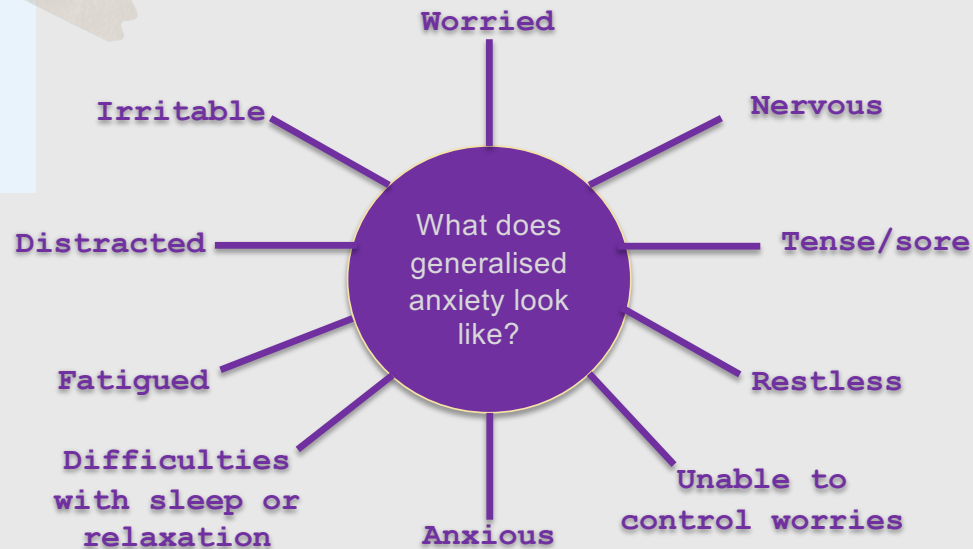 Worried
Irritable
Nervous
Distracted
What does
generalised
anxiety look
like?
Tense/sore
Fatigued
Restless
Difficulties
with sleep or
relaxation
Unable to
control worries
Anxious